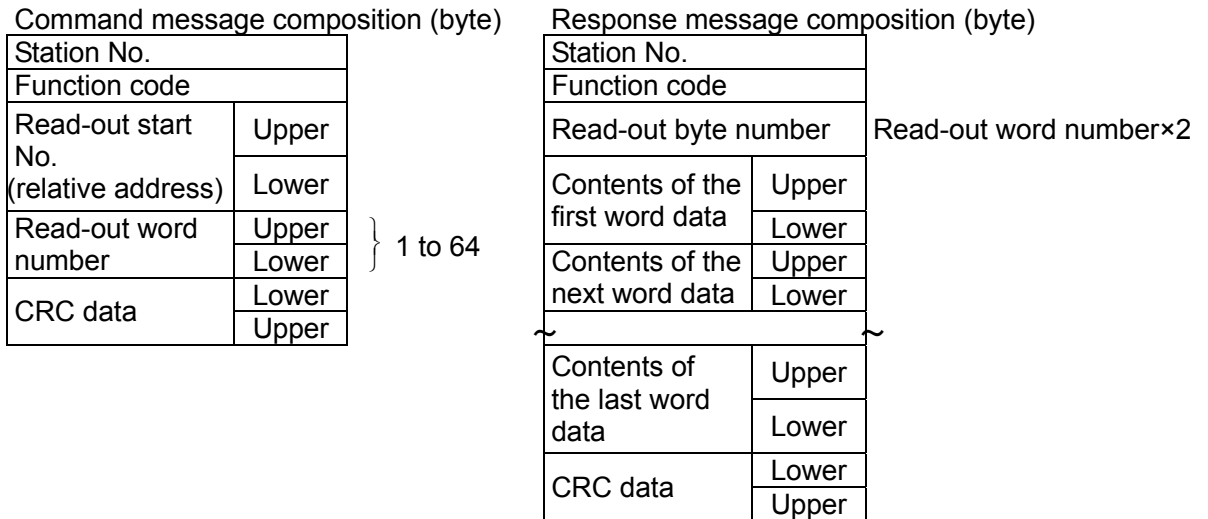 Command message composition (byte)
Station No.
Function code
Read-out start
No.
(relative address)
Upper
Lower
Read-out word
number
Upper
Lower
} 1 to 64
CRC data
Lower
Upper
Response message composition (byte)
Station No.
Function code
Read-out byte number
Read-out word number×2
Contents of the
first word data
Upper
Lower
Contents of the
next word data
Upper
Lower
~ ~
Contents of
the last word
data
Upper
Lower
CRC data
Lower
Upper